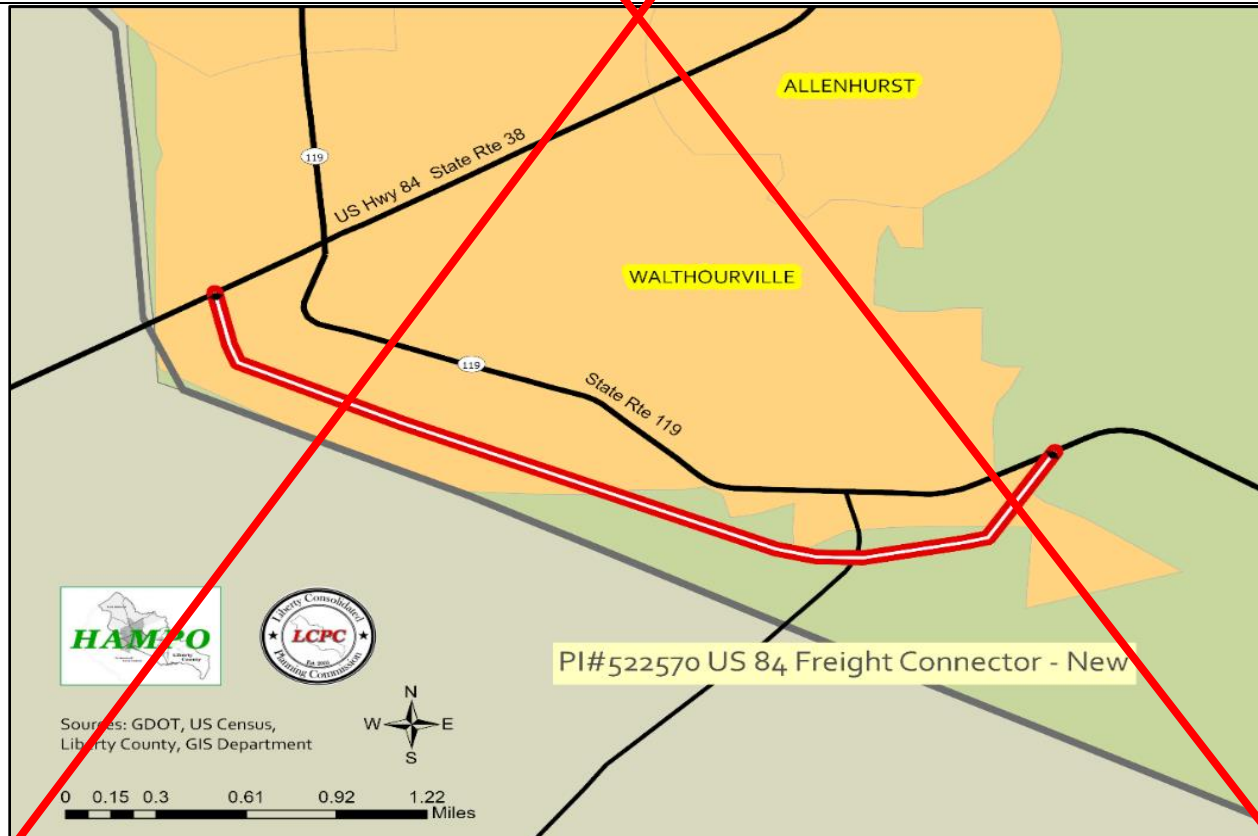 ALLENHURST
119
US Hwy 84 State Rte 38
WALTHOURVILLE
119
State Rte 119
HAMPO
Liberty
County
Liberty Consolidated
LCPC
Planning Commission
PI#522570 US 84 Freight Connector - New
N
W E
S
Sources: GDOT, US Census,
Liberty County, GIS Department
0 0.15 0.3 0.61 0.92 1.22
Miles